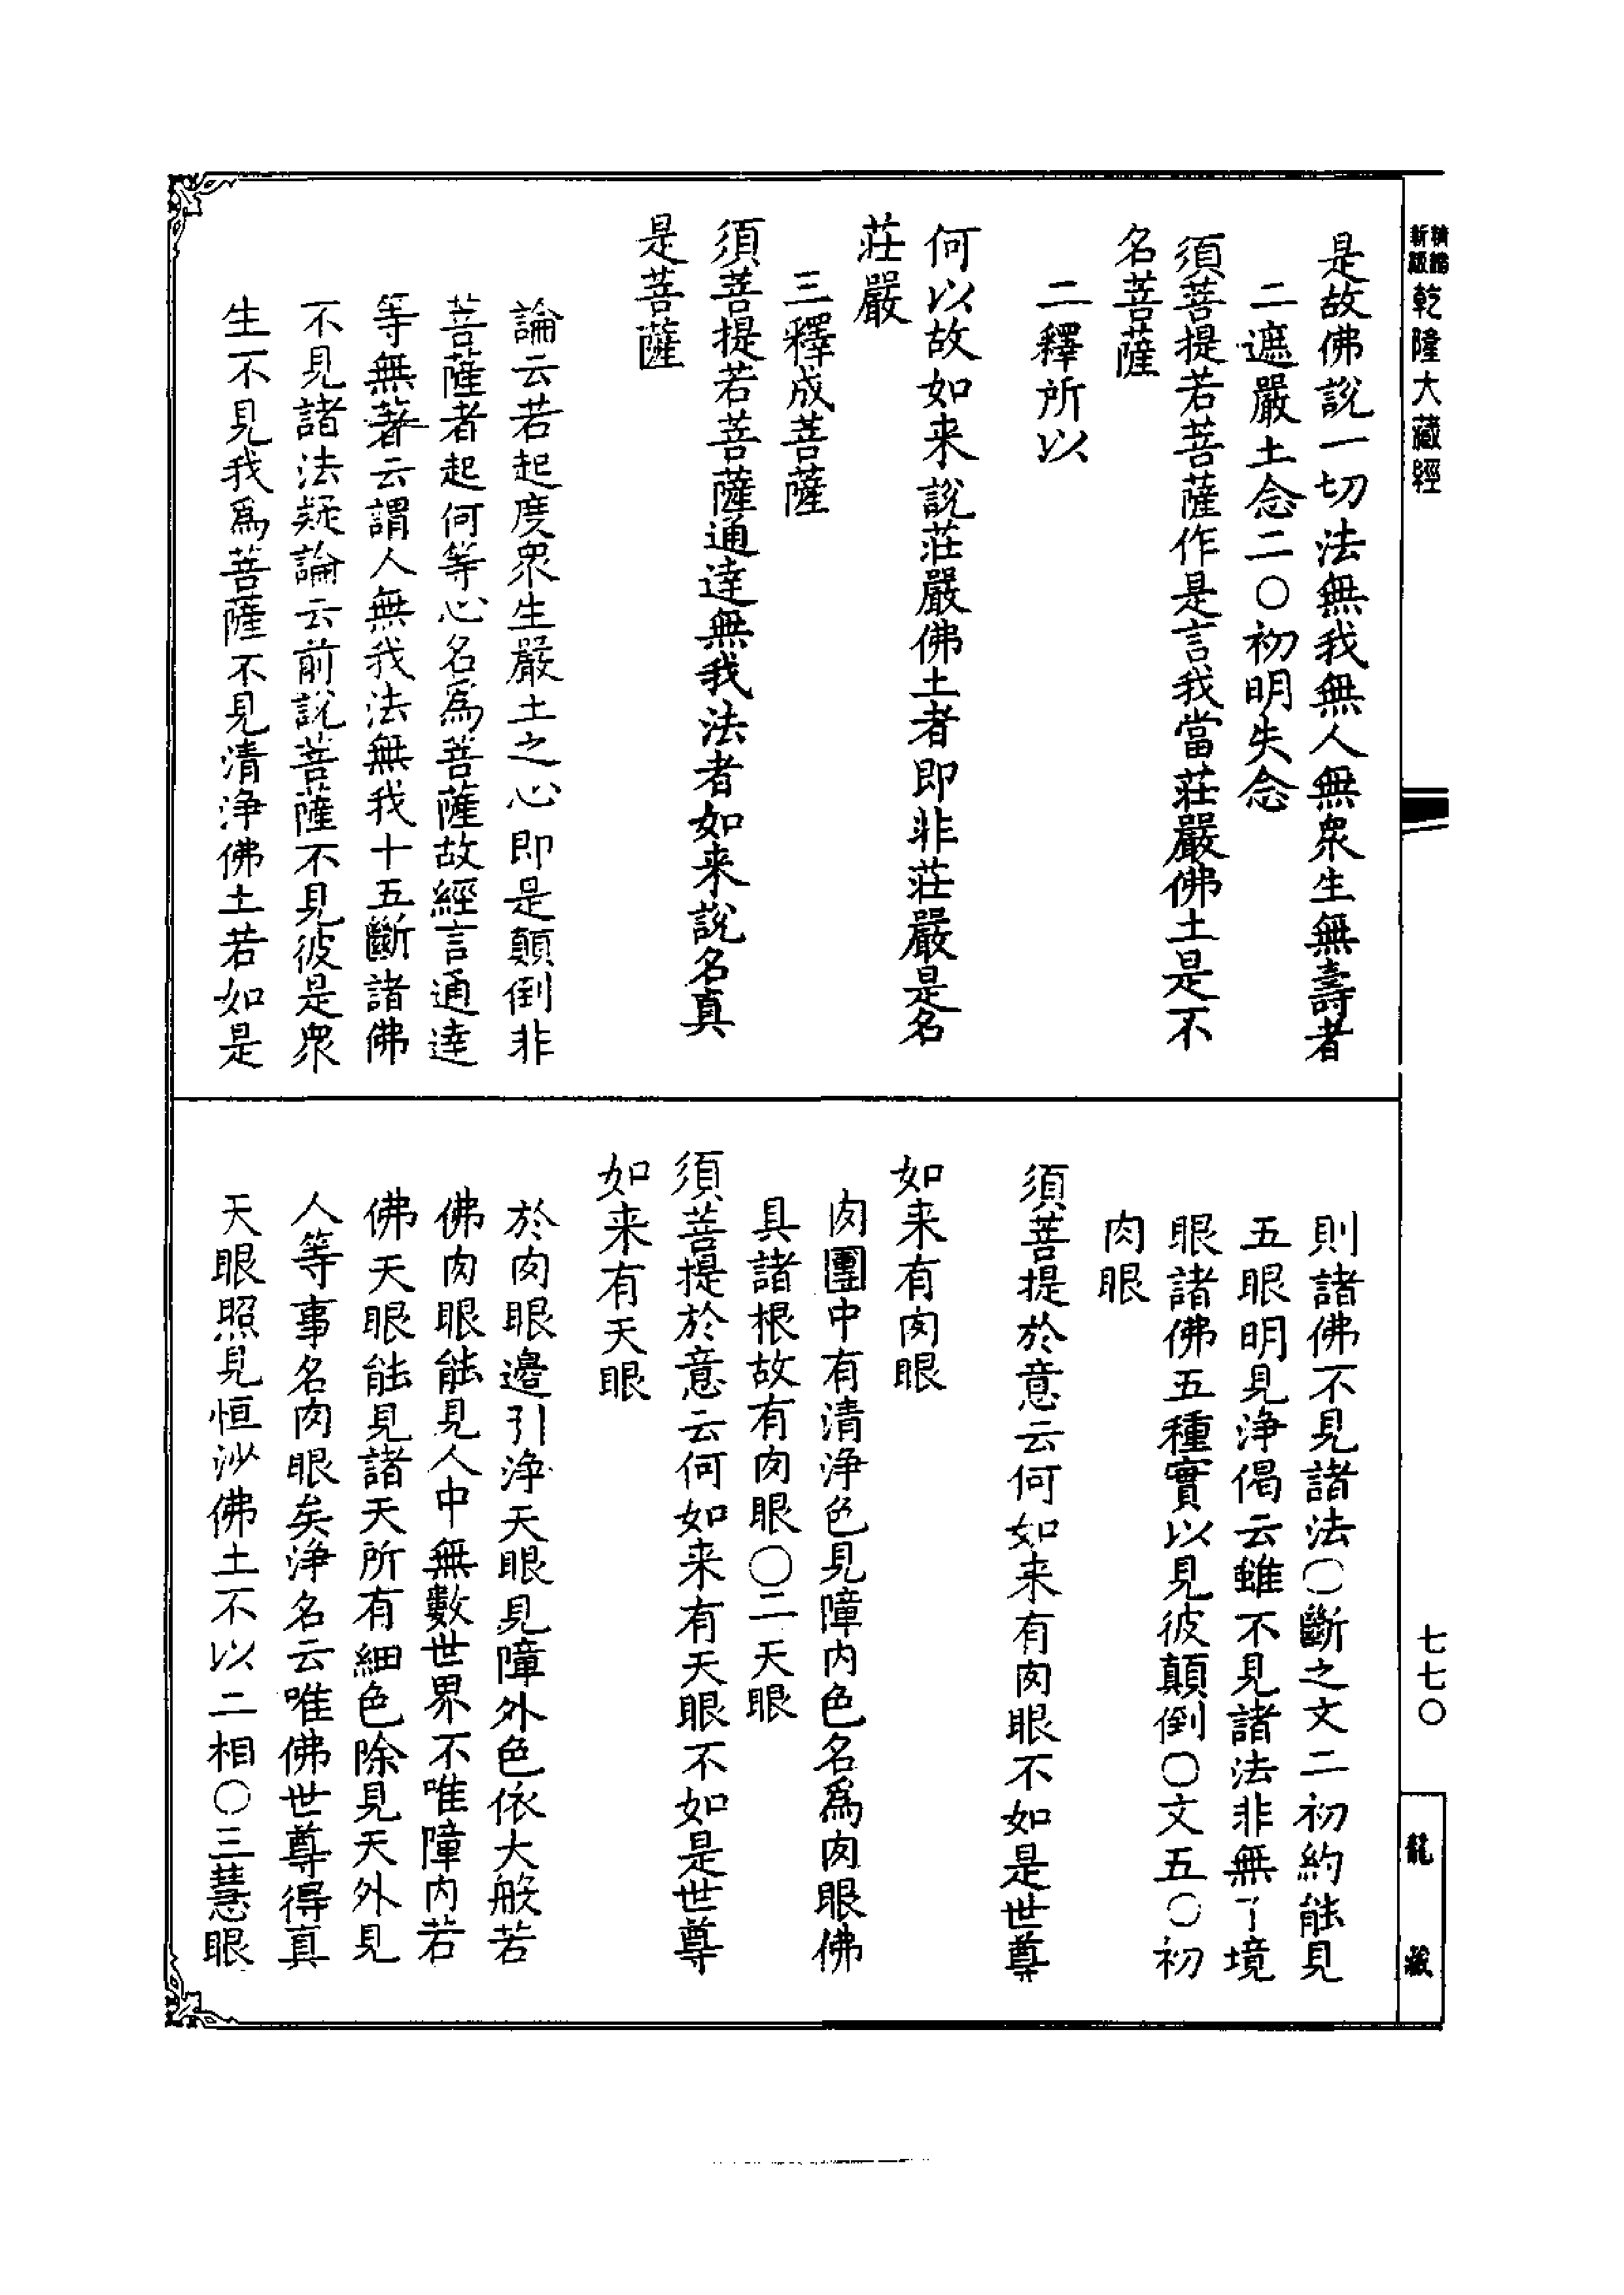 是故佛說一切法無我無人無衆生無壽者
二遮嚴土念二○初明失念
須菩提若菩薩作是言我當莊嚴佛土是不
名菩薩
二釋所以
何以故如来說莊嚴佛土者即非莊嚴是名
莊嚴
三釋成菩薩
須菩提若菩薩通達無我法者如来說名真
是菩薩
論云若起度衆生嚴土之心即是顛倒非
菩薩者起何等心名爲菩薩故經言通達
等無著云謂人無我法無我十五斷諸佛
不見諸法疑論云前說菩薩不見彼是衆
生不見我爲菩薩不見清淨佛土若如是
則諸佛不見諸法○斷之文二初約能見
五眼明見淨偈云雖不見諸法非無了境
眼諸佛五種實以見彼顛倒○文五○初
肉眼
須菩提於意云何如来有肉眼不如是世尊
如来有肉眼
肉團中有清淨色見障内色名爲肉眼佛
具諸根故有肉眼○二天眼
須菩提於意云何如来有天眼不如是世尊
如来有天眼
於肉眼邊引淨天眼見障外色依大般若
佛肉眼能見人中無數世界不唯障内若
佛天眼能見諸天所有細色除見天外見
人等事名肉眼矣淨名云唯佛世尊得真
天眼照見恒沙佛土不以二相○三慧眼
新版
乾隆大藏經
七七○
龍藏